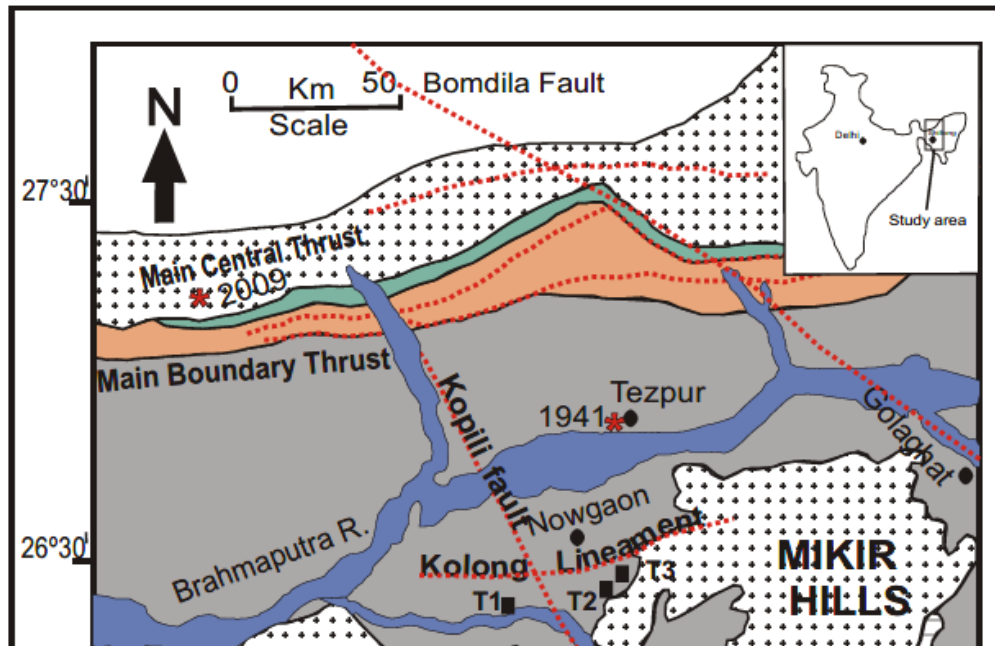 0 Km 50
Scale
Bomdila Fault
N
Delhi
Study area
27°30'
Main Central Thrust
2009
Main Boundary Thrust
Kopili fault
Tezpur
1941
Golaghat
Nowgaon
Brahmaputra R.
Kolong Lineament
26°30'
MIKIR
HILLS
T1
T2
T3